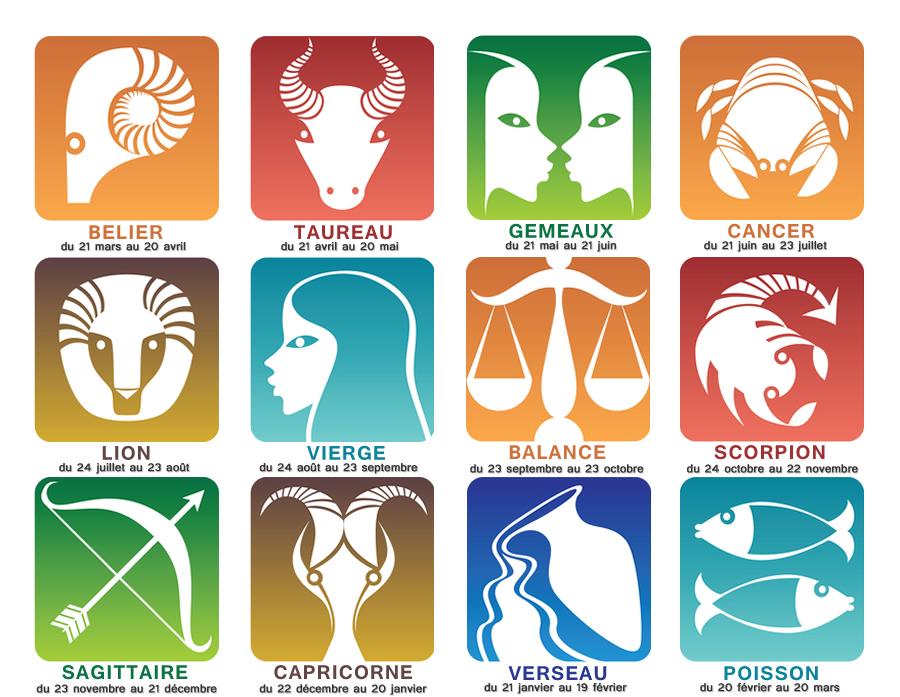 BELIER
du 21 mars au 20 avril
TAUREAU
du 21 avril au 20 mai
GEMEAUX
du 21 mai au 21 juin
CANCER
du 21 juin au 23 juillet
LION
du 24 juillet au 23 août
VIERGE
du 24 août au 23 septembre
BALANCE
du 23 septembre au 23 octobre
SCORPION
du 24 octobre au 22 novembre
SAGITTAIRE
du 23 novembre au 21 décembre
CAPRICORNE
du 22 décembre au 20 janvier
VERSEAU
du 21 janvier au 19 février
POISSON
du 20 février au 20 mars